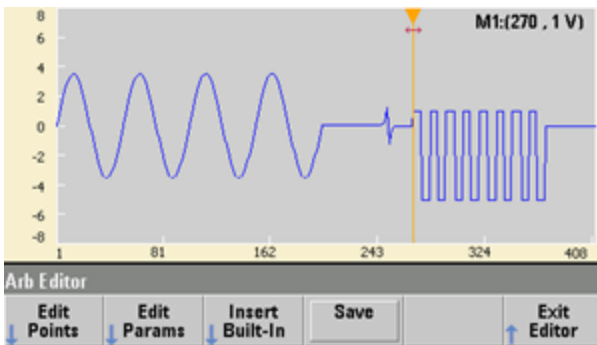 M1:(270 , 1 V)
8
6
4
2
0
-2
-4
-6
-8
1 81 162 243 324 408
Arb Editor
Edit Points
Edit Params
Insert Built-In
Save
Exit Editor